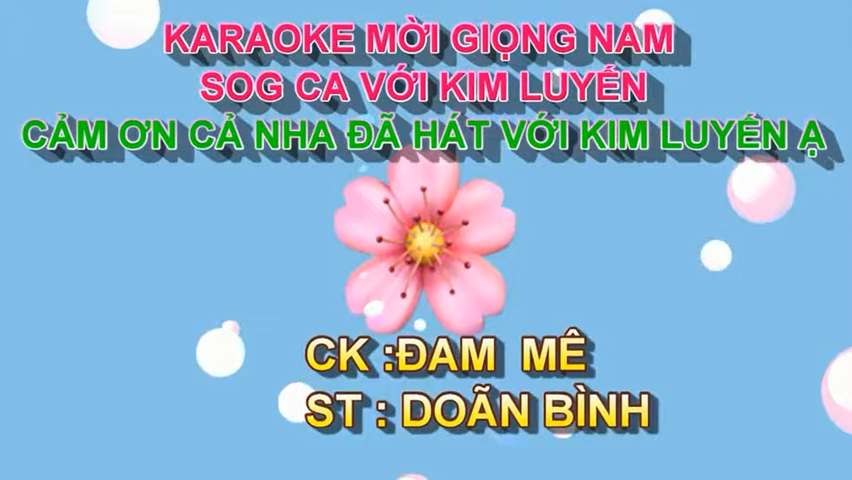 KARAOKE MỜI GIỌNG NAM
SOG CA VỚI KIM LUYẾN
CẢM ƠN CẢ NHA ĐÃ HÁT VỚI KIM LUYẾN Ạ
CK :ĐAM MÊ
ST : DOÃN BÌNH